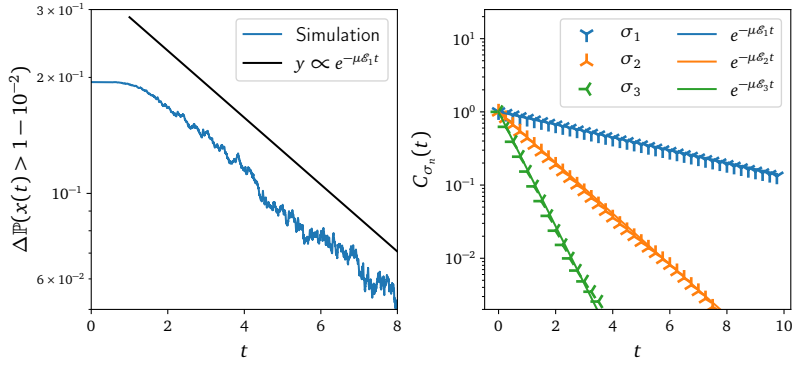 3 × 10⁻¹
2 × 10⁻¹
10⁻¹
6 × 10⁻²
Δℙ(x(t) > 1 − 10⁻²)
Simulation
y ∝ e^{−μℰ₁t}
0 2 4 6 8
t
10¹
10⁰
10⁻¹
10⁻²
C_{σₙ}(t)
σ₁ e^{−μℰ₁t}
σ₂ e^{−μℰ₂t}
σ₃ e^{−μℰ₃t}
0 2 4 6 8 10
t